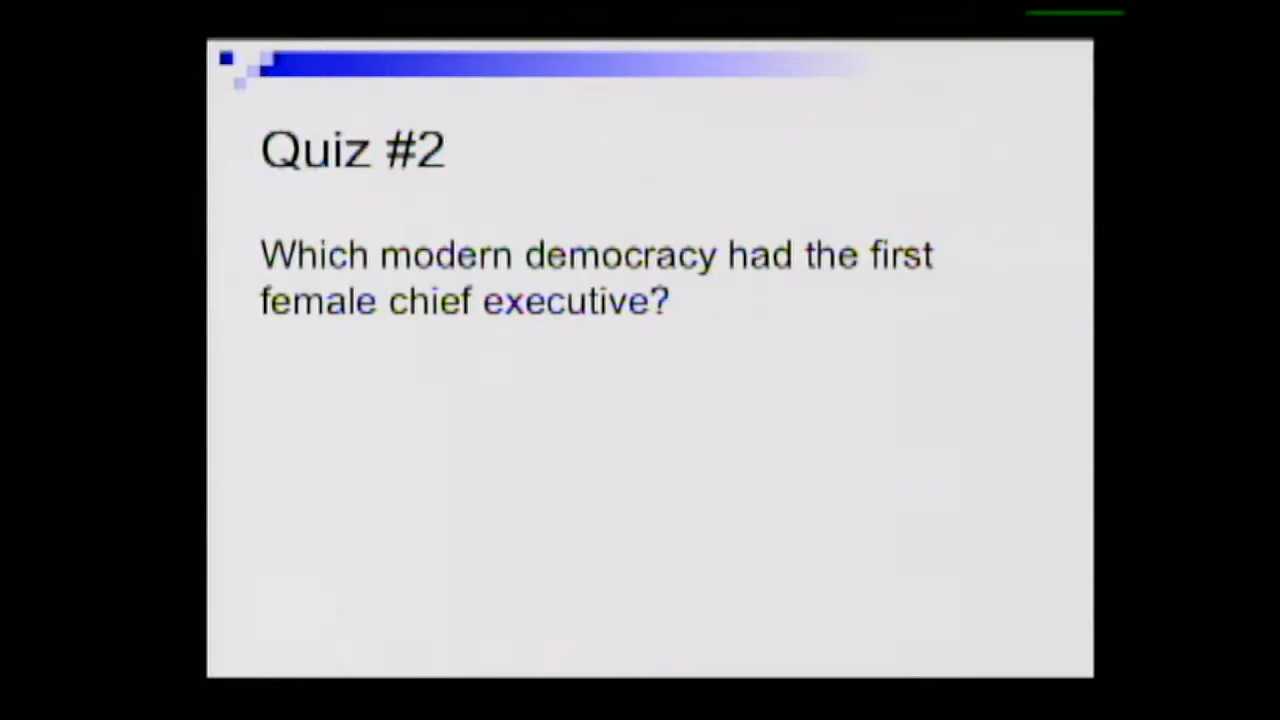 Quiz #2
Which modern democracy had the first
female chief executive?